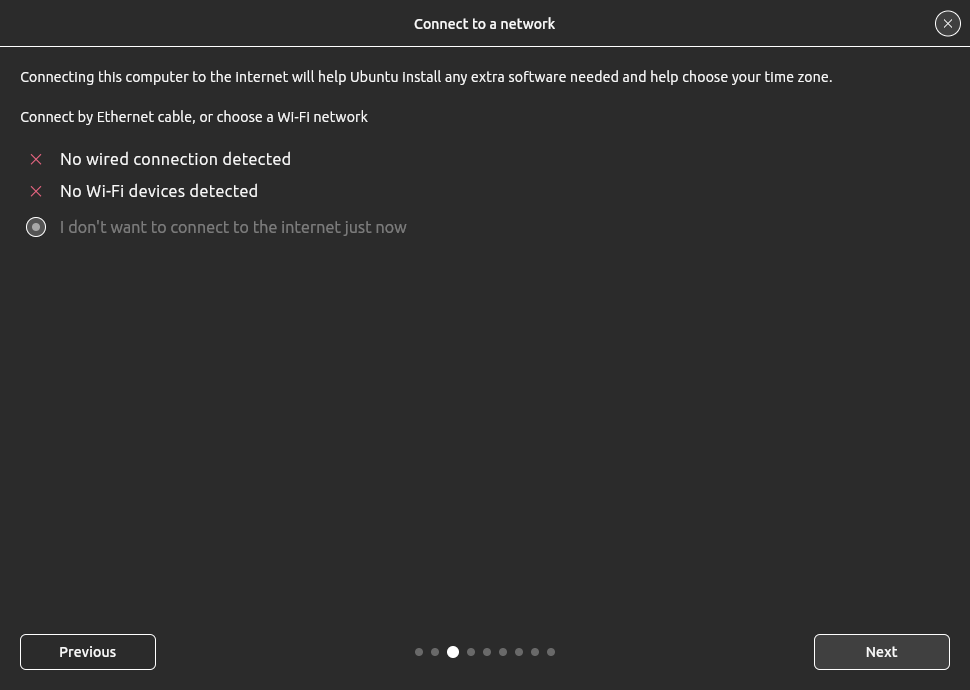 Connect to a network
Connecting this computer to the Internet will help Ubuntu install any extra software needed and help choose your time zone.
Connect by Ethernet cable, or choose a Wi-Fi network
No wired connection detected
No Wi-Fi devices detected
I don't want to connect to the internet just now
Previous
Next